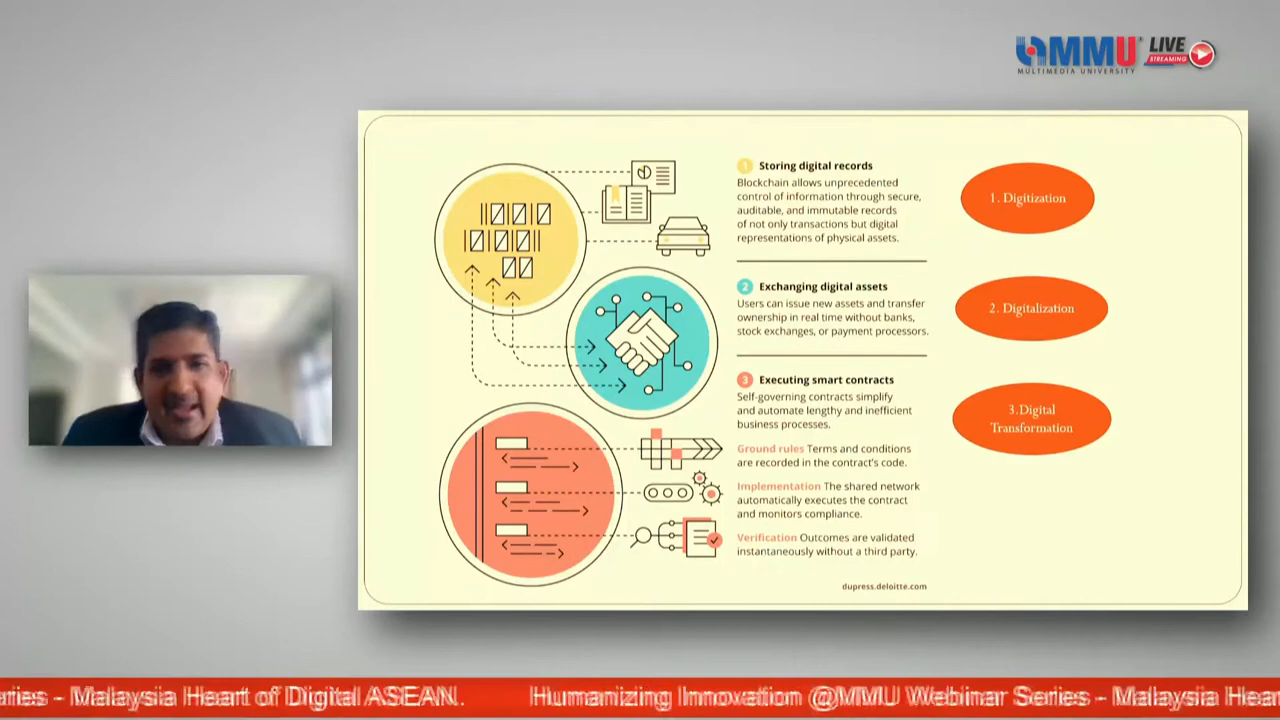 MMU LIVE
STREAMING
MULTIMEDIA UNIVERSITY
1 Storing digital records
Blockchain allows unprecedented
control of information through secure,
auditable, and immutable records
of not only transactions but digital
representations of physical assets.
2 Exchanging digital assets
Users can issue new assets and transfer
ownership in real time without banks,
stock exchanges, or payment processors.
3 Executing smart contracts
Self-governing contracts simplify
and automate lengthy and inefficient
business processes.
Ground rules Terms and conditions
are recorded in the contract's code.
Implementation The shared network
automatically executes the contract
and monitors compliance.
Verification Outcomes are validated
instantaneously without a third party.
dupress.deloitte.com
1. Digitization
2. Digitalization
3.Digital
Transformation
ries - Malaysia Heart of Digital ASEAN. Humanizing Innovation @MMU Webinar Series - Malaysia Hea